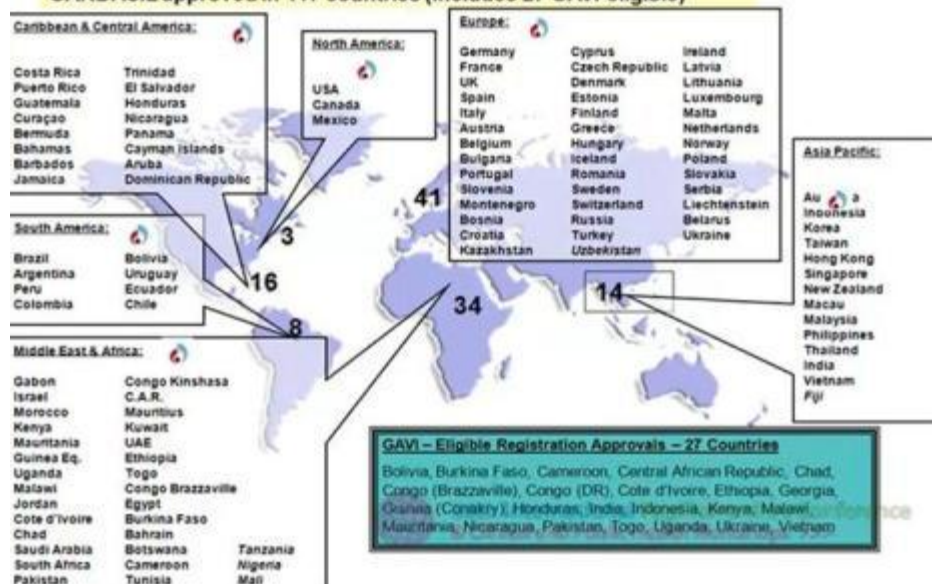 Caribbean & Central America:
Costa Rica Trinidad
Puerto Rico El Salvador
Guatemala Honduras
Curaçao Nicaragua
Bermuda Panama
Bahamas Cayman islands
Barbados Aruba
Jamaica Dominican Republic
North America:
USA
Canada
Mexico
Europe:
Germany Cyprus Ireland
France Czech Republic Latvia
UK Denmark Lithuania
Spain Estonia Luxembourg
Italy Finland Malta
Austria Greece Netherlands
Belgium Hungary Norway
Bulgaria Iceland Poland
Portugal Romania Slovakia
Slovenia Sweden Serbia
Montenegro Switzerland Liechtenstein
Bosnia Russia Belarus
Croatia Turkey Ukraine
Kazakhstan Uzbekistan
Asia Pacific:
Au a
Indonesia
Korea
Taiwan
Hong Kong
Singapore
New Zealand
Macau
Malaysia
Philippines
Thailand
India
Vietnam
Fiji
South America:
Brazil Bolivia
Argentina Uruguay
Peru Ecuador
Colombia Chile
41
3
16
34
14
8
Middle East & Africa:
Gabon Congo Kinshasa
Israel C.A.R.
Morocco Mauritius
Kenya Kuwait
Mauritania UAE
Guinea Eq. Ethiopia
Uganda Togo
Malawi Congo Brazzaville
Jordan Egypt
Cote d'Ivoire Burkina Faso
Chad Bahrain
Saudi Arabia Botswana Tanzania
South Africa Cameroon Nigeria
Pakistan Tunisia Mali
GAVI – Eligible Registration Approvals – 27 Countries
Bolivia, Burkina Faso, Cameroon, Central African Republic, Chad,
Congo (Brazzaville), Congo (DR), Cote d'Ivoire, Ethiopia, Georgia,
(Conakry), Honduras, India, Indonesia, Kenya, Malawi,
Mauritania, Nicaragua, Pakistan, Togo, Uganda, Ukraine, Vietnam